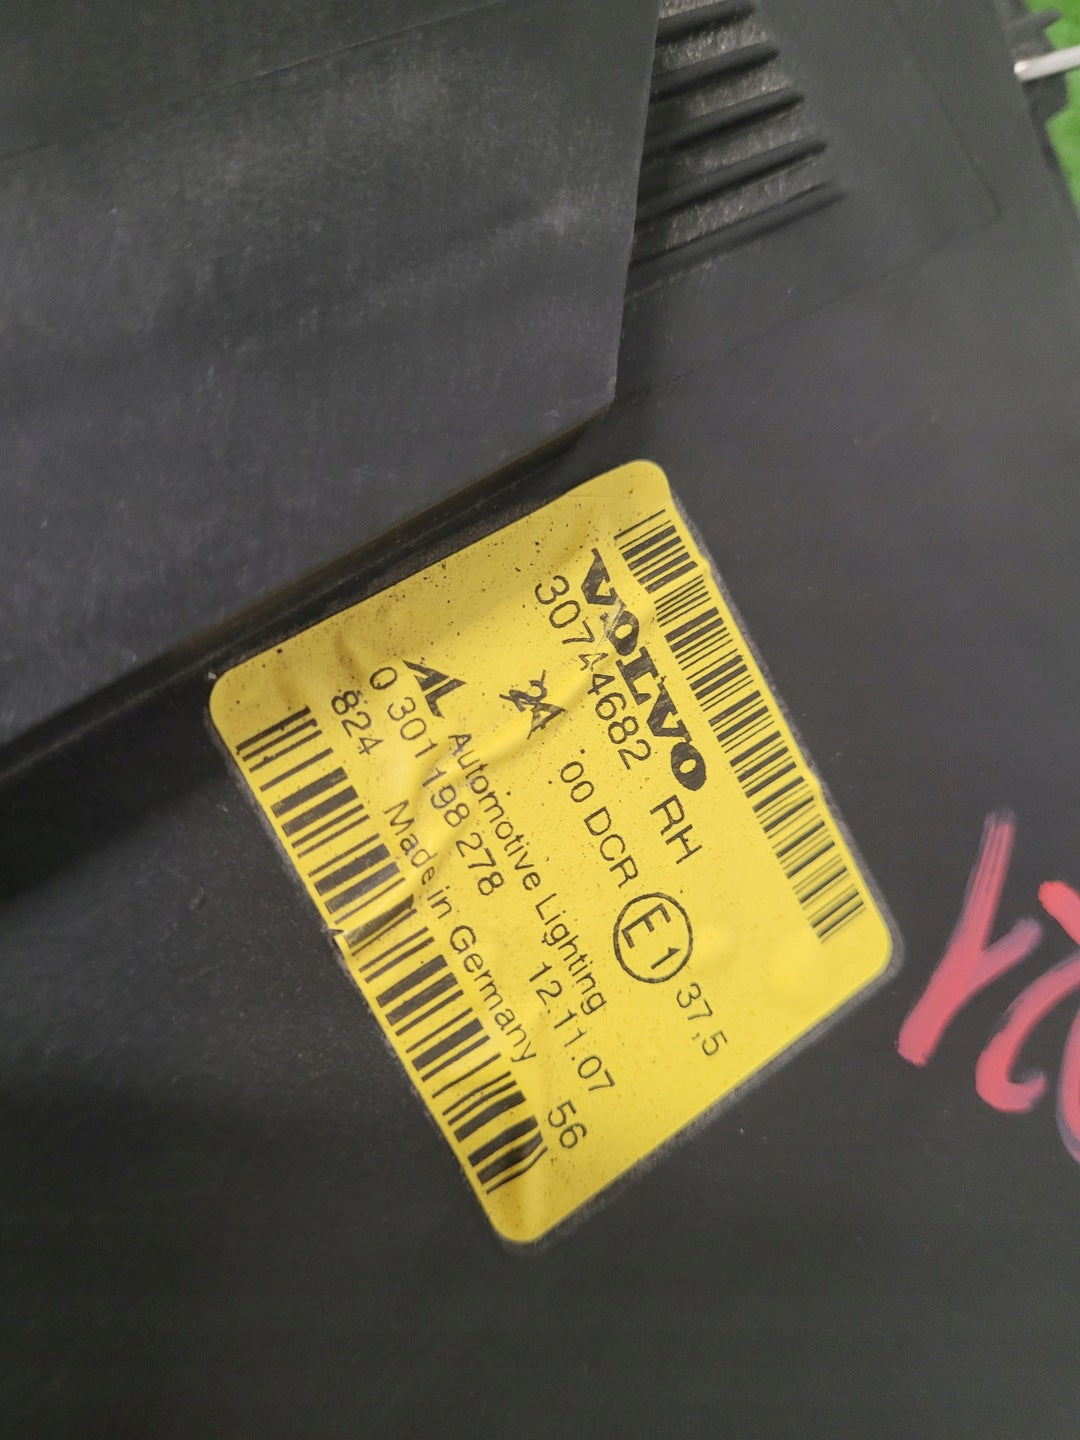 VOLVO RH
30744682
00 DCR E1 37,5
AL Automotive Lighting
0 301 198 278 12.11.07
824 Made in Germany 56